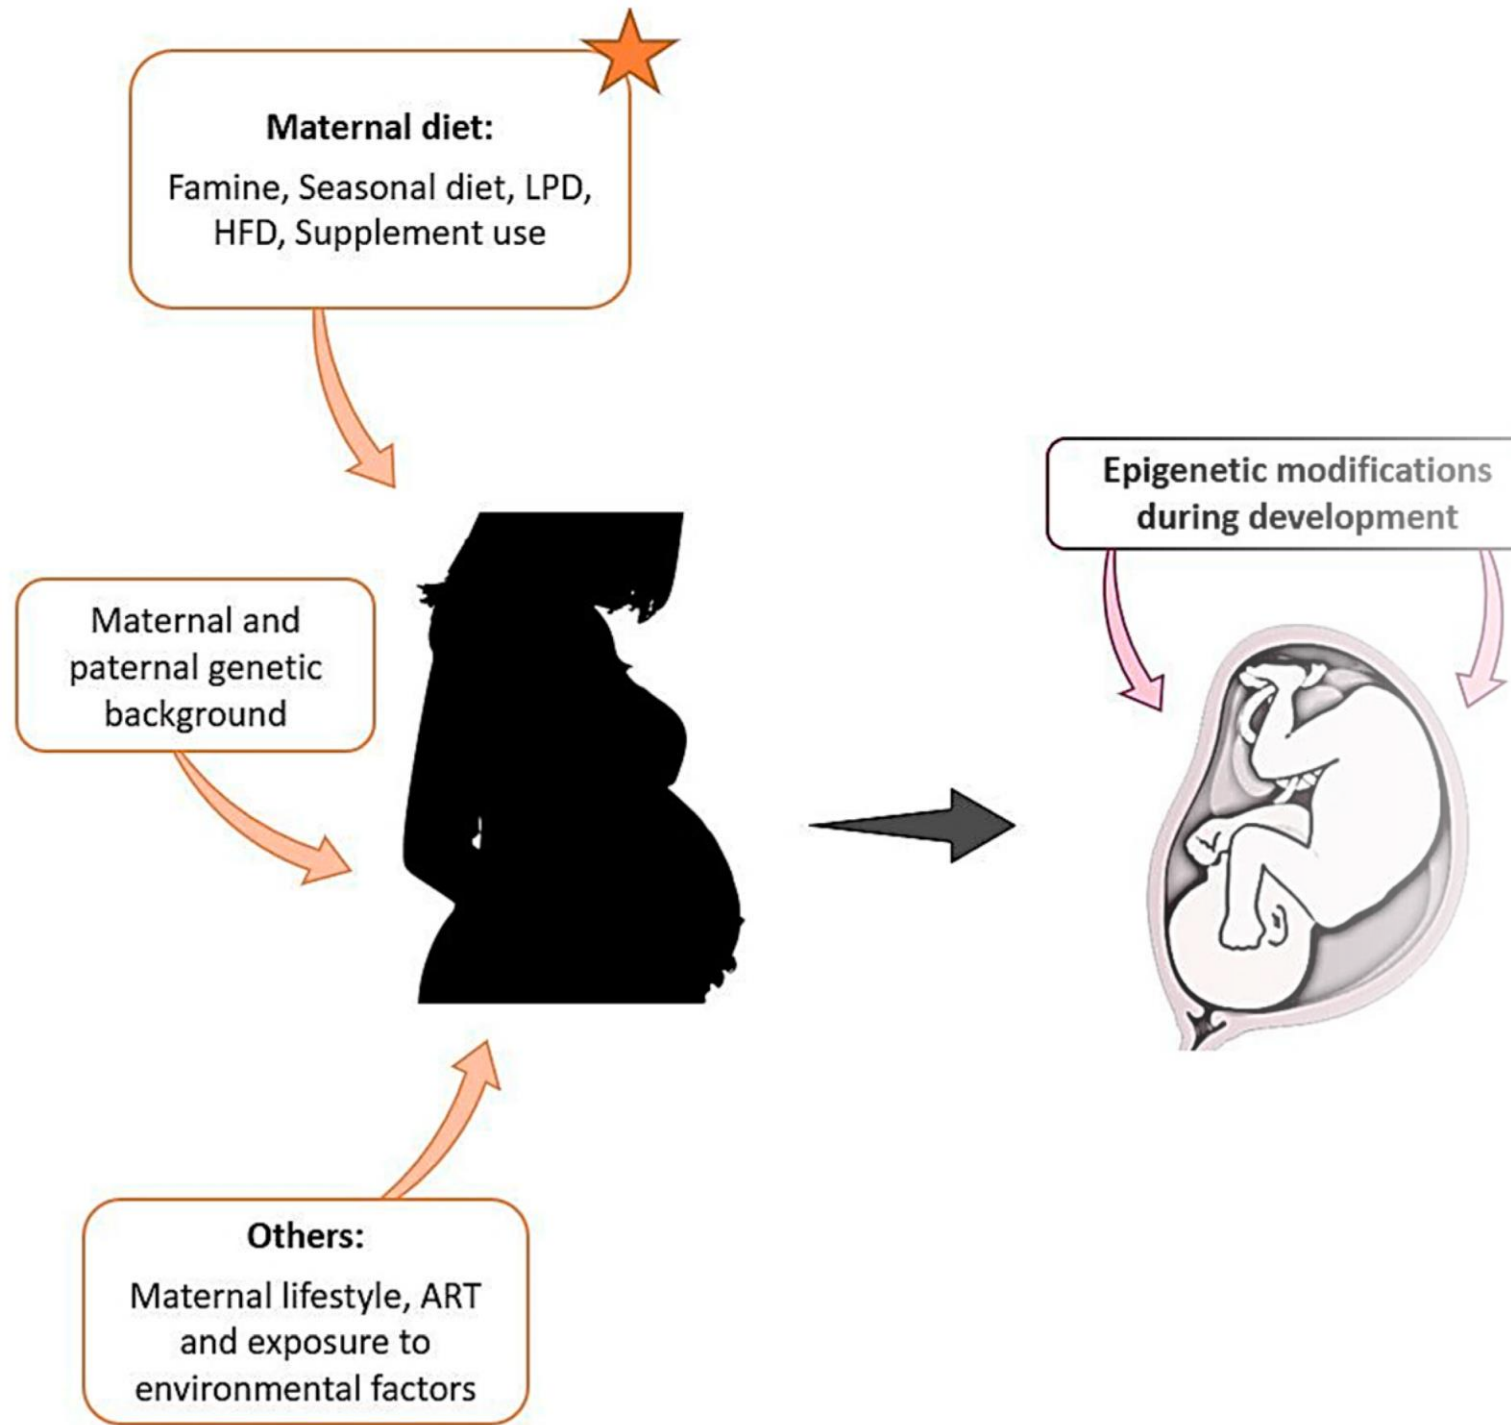 Maternal diet:
Famine, Seasonal diet, LPD,
HFD, Supplement use
Epigenetic modifications
during development
Maternal and
paternal genetic
background
Others:
Maternal lifestyle, ART
and exposure to
environmental factors